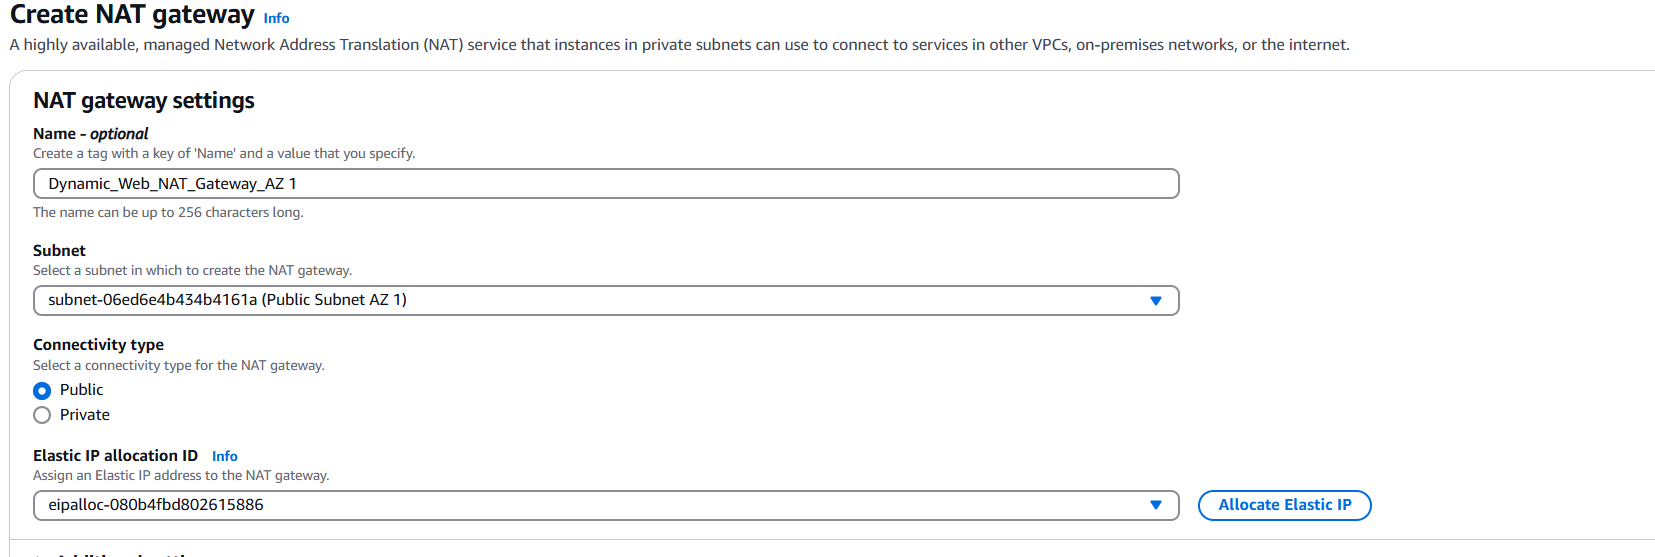 Create NAT gateway Info
A highly available, managed Network Address Translation (NAT) service that instances in private subnets can use to connect to services in other VPCs, on-premises networks, or the internet.
NAT gateway settings
Name - optional
Create a tag with a key of 'Name' and a value that you specify.
Dynamic_Web_NAT_Gateway_AZ 1
The name can be up to 256 characters long.
Subnet
Select a subnet in which to create the NAT gateway.
subnet-06ed6e4b434b4161a (Public Subnet AZ 1)
Connectivity type
Select a connectivity type for the NAT gateway.
Public
Private
Elastic IP allocation ID Info
Assign an Elastic IP address to the NAT gateway.
eipalloc-080b4fbd802615886
Allocate Elastic IP